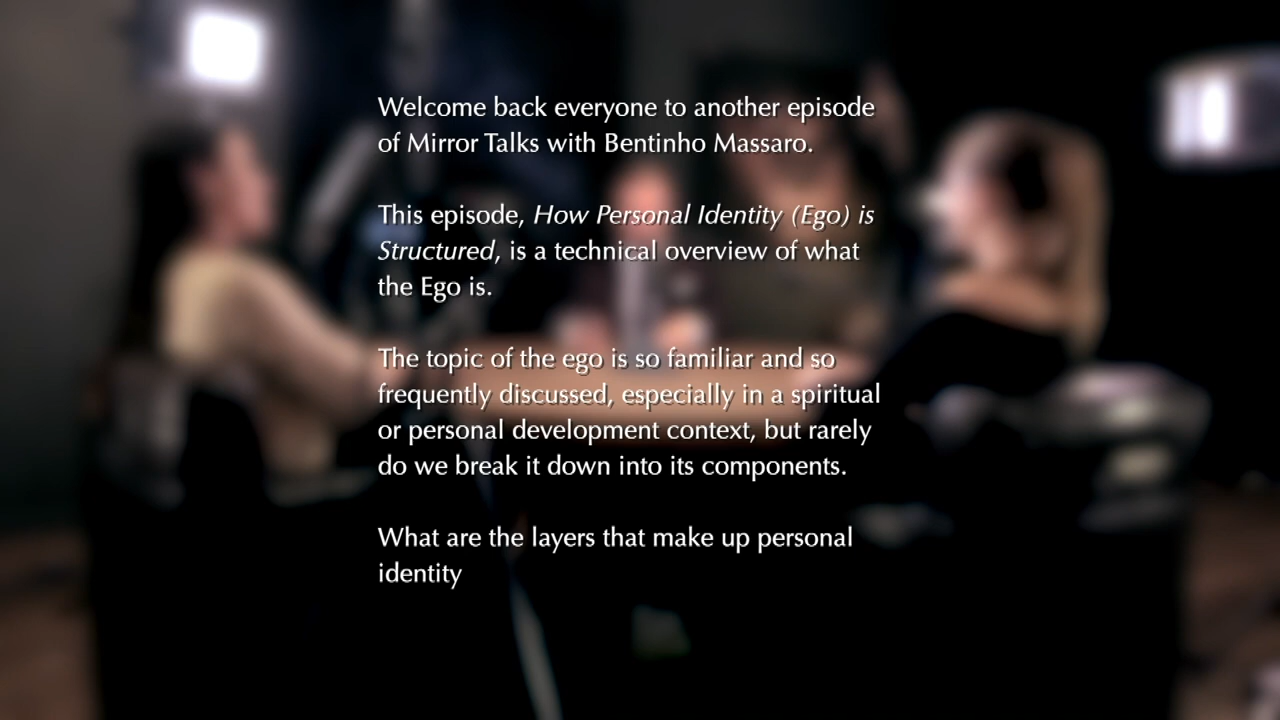 Welcome back everyone to another episode
of Mirror Talks with Bentinho Massaro.
This episode, How Personal Identity (Ego) is
Structured, is a technical overview of what
the Ego is.
The topic of the ego is so familiar and so
frequently discussed, especially in a spiritual
or personal development context, but rarely
do we break it down into its components.
What are the layers that make up personal
identity